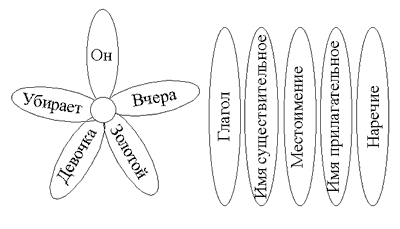 Он
Вчера
Золотой
Девочка
Убирает
Глагол
Имя существительное
Местоимение
Имя прилагательное
Наречие